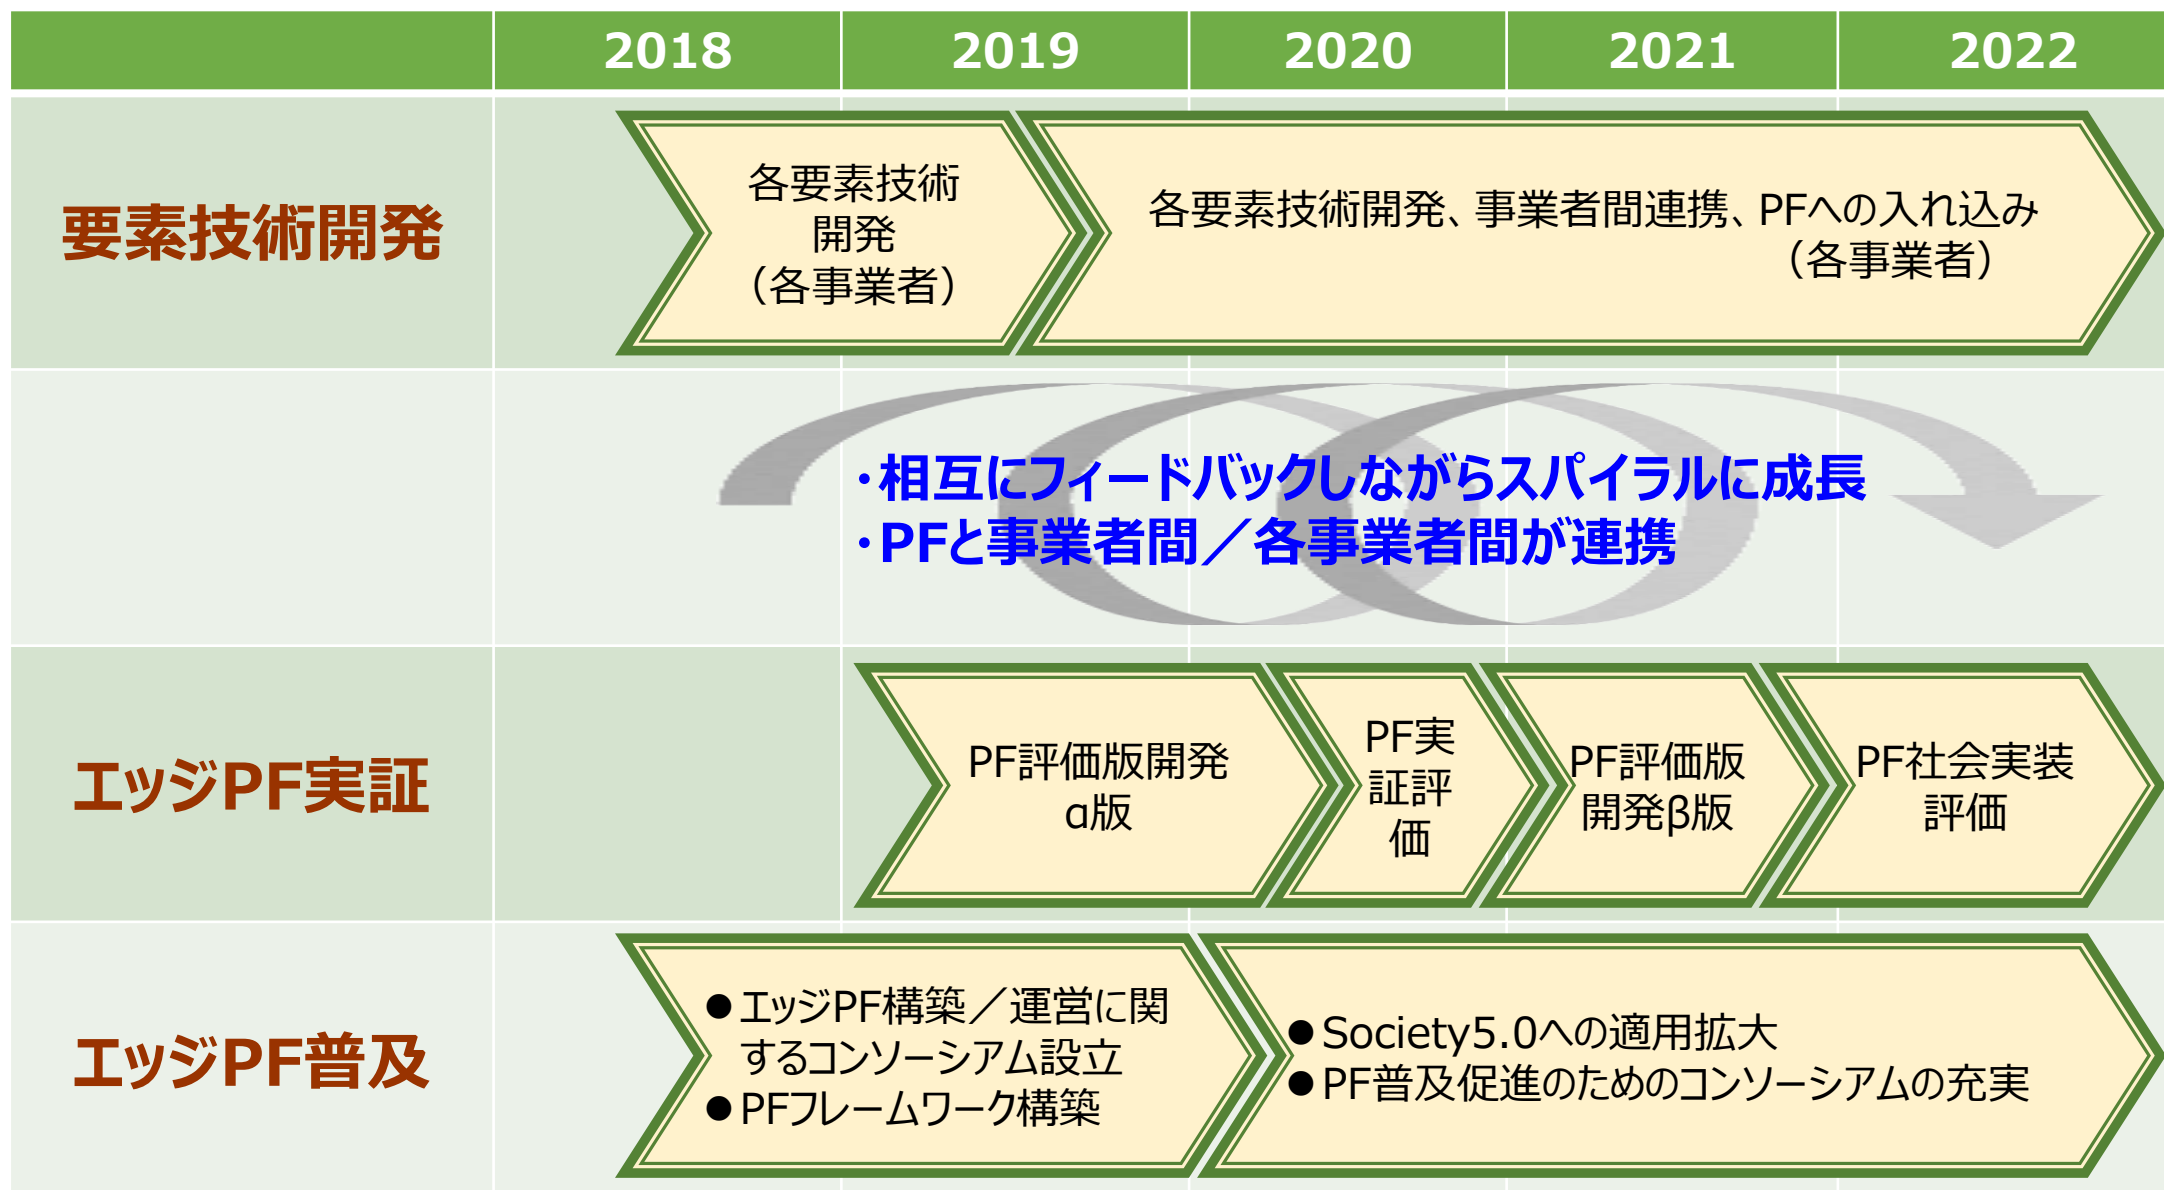 2018 2019 2020 2021 2022
要素技術開発
各要素技術
開発
（各事業者）
各要素技術開発、事業者間連携、PFへの入れ込み
（各事業者）
・相互にフィードバックしながらスパイラルに成長
・PFと事業者間／各事業者間が連携
エッジPF実証
PF評価版開発
α版
PF実
証評
価
PF評価版
開発β版
PF社会実装
評価
エッジPF普及
●エッジPF構築／運営に関
するコンソーシアム設立
●PFフレームワーク構築
●Society5.0への適用拡大
●PF普及促進のためのコンソーシアムの充実